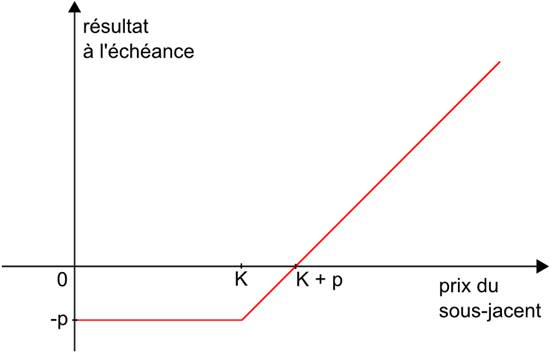 résultat
à l'échéance
0
K
K + p
prix du
sous-jacent
-p